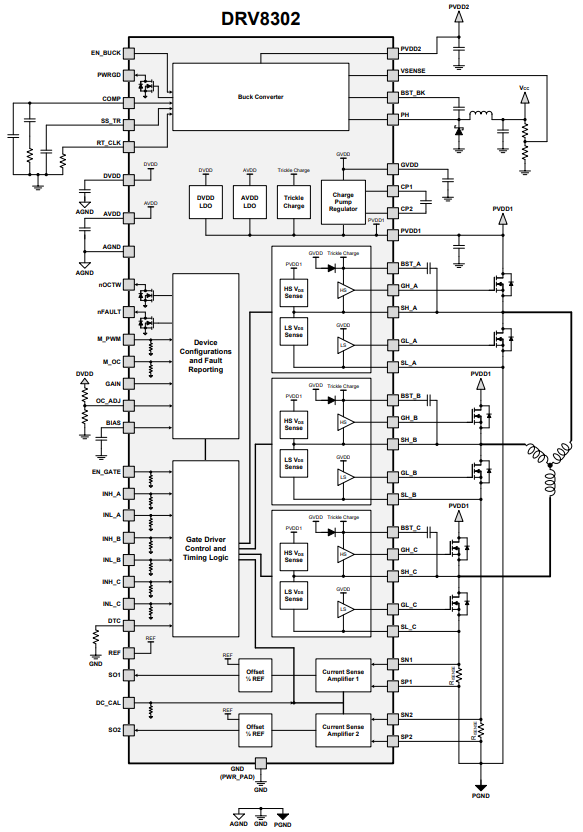 DRV8302
PVDD2
EN_BUCK
PVDD2
PWRGD
VSENSE
Buck Converter
BST_BK
COMP
VCC
SS_TR
PH
RT_CLK
GVDD
GVDD
DVDD
DVDD
DVDD
AVDD
Trickle Charge
CP1
AGND
DVDD
LDO
AVDD
LDO
Trickle
Charge
Charge
Pump
Regulator
CP2
AVDD
AVDD
PVDD1
PVDD1
PVDD1
AGND
AGND
PVDD1
GVDD
Trickle Charge
BST_A
nOCTW
HS VDS
Sense
HS
GH_A
nFAULT
SH_A
LS VDS
Sense
GVDD
LS
GL_A
M_PWM
Device
Configurations
and Fault
Reporting
M_OC
SL_A
DVDD
GAIN
PVDD1
OC_ADJ
PVDD1
GVDD
Trickle Charge
BST_B
BIAS
HS VDS
Sense
HS
GH_B
SH_B
LS VDS
Sense
GVDD
LS
GL_B
EN_GATE
INH_A
SL_B
INL_A
PVDD1
GVDD
Trickle Charge
PVDD1
BST_C
INH_B
Gate Driver
Control and
Timing Logic
HS VDS
Sense
HS
GH_C
INL_B
SH_C
INH_C
LS VDS
Sense
GVDD
LS
GL_C
INL_C
DTC
SL_C
GND
REF
REF
REF
SN1
SO1
Offset
½ REF
Current Sense
Amplifier 1
SP1
RISENSE
DC_CAL
REF
SN2
SO2
Offset
½ REF
Current Sense
Amplifier 2
SP2
RISENSE
GND
(PWR_PAD)
GND
PGND
AGND
GND
PGND